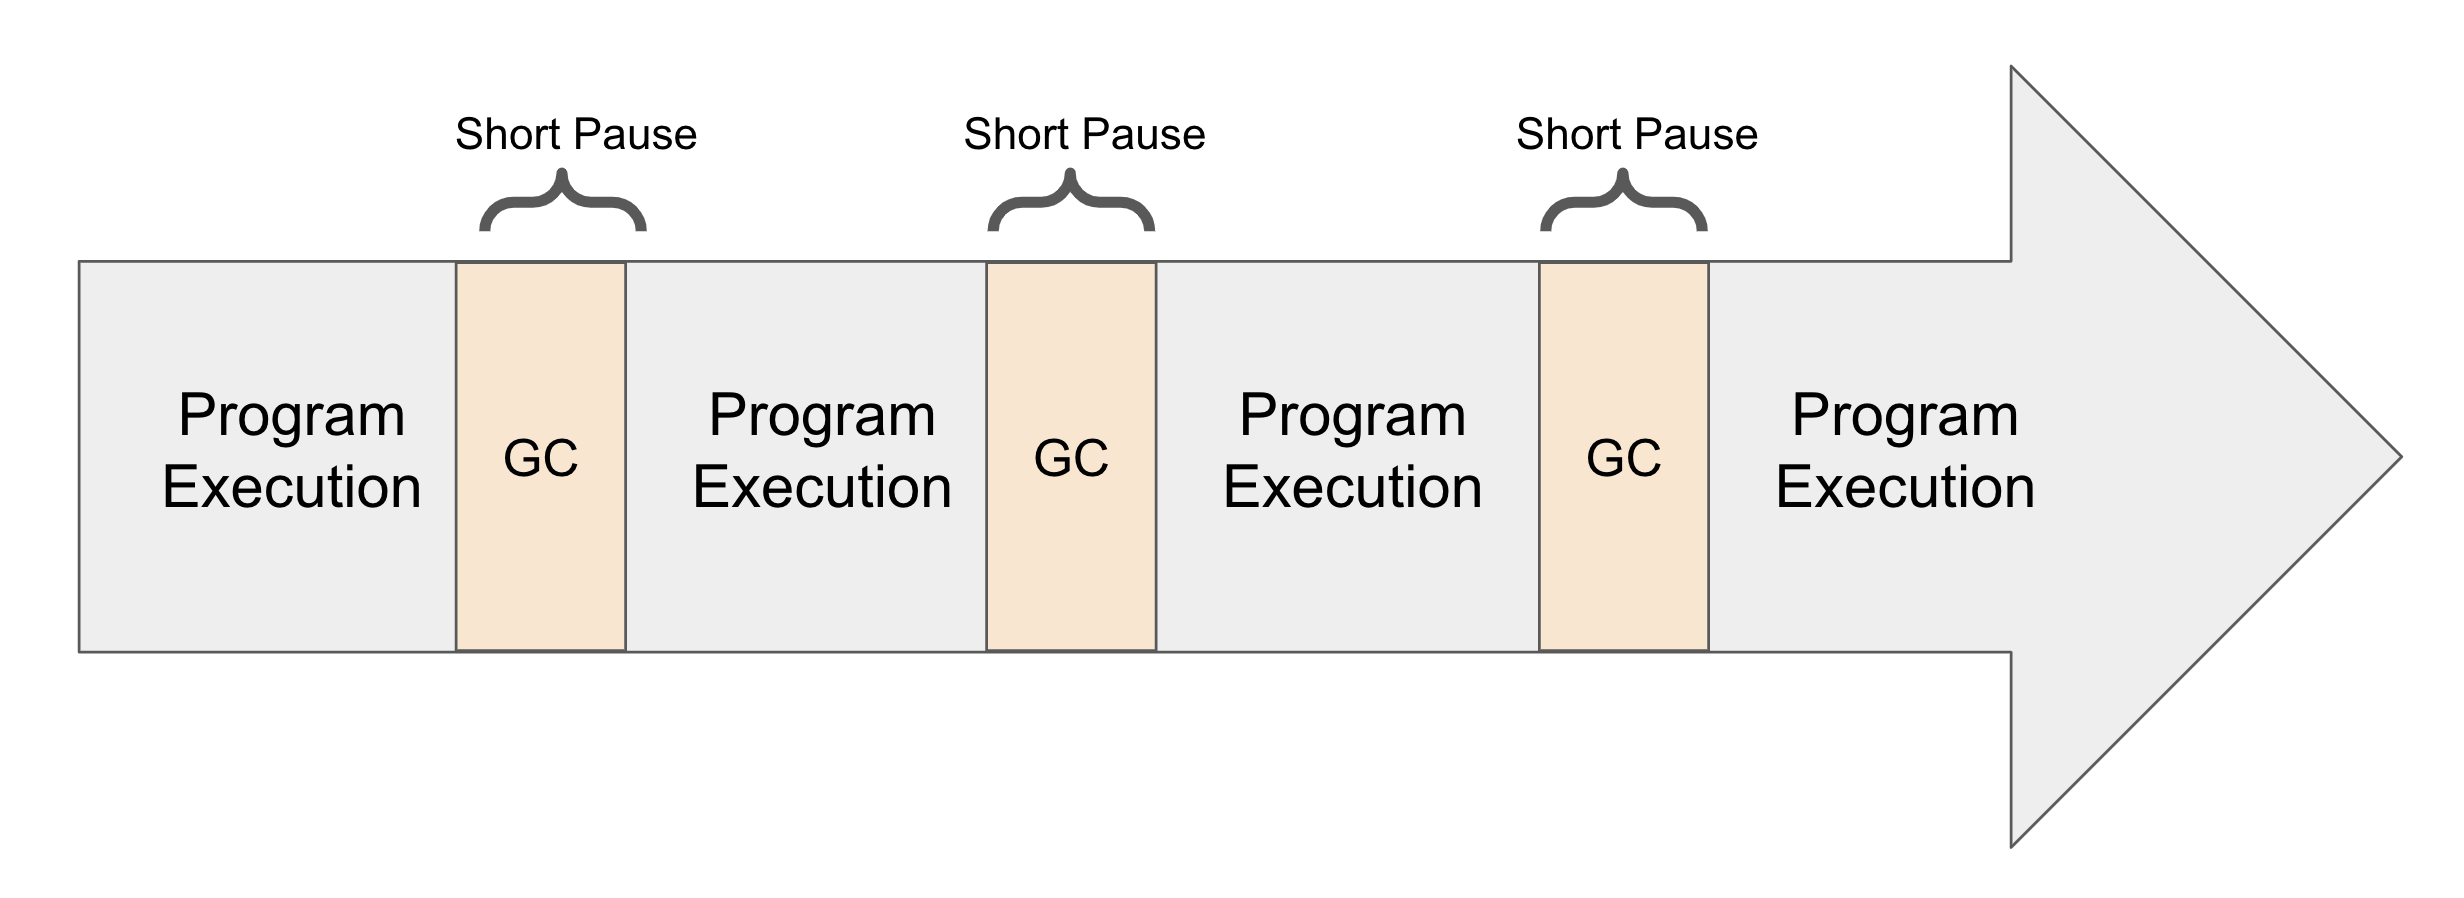 Short Pause
Short Pause
Short Pause
Program
Execution
GC
Program
Execution
GC
Program
Execution
GC
Program
Execution